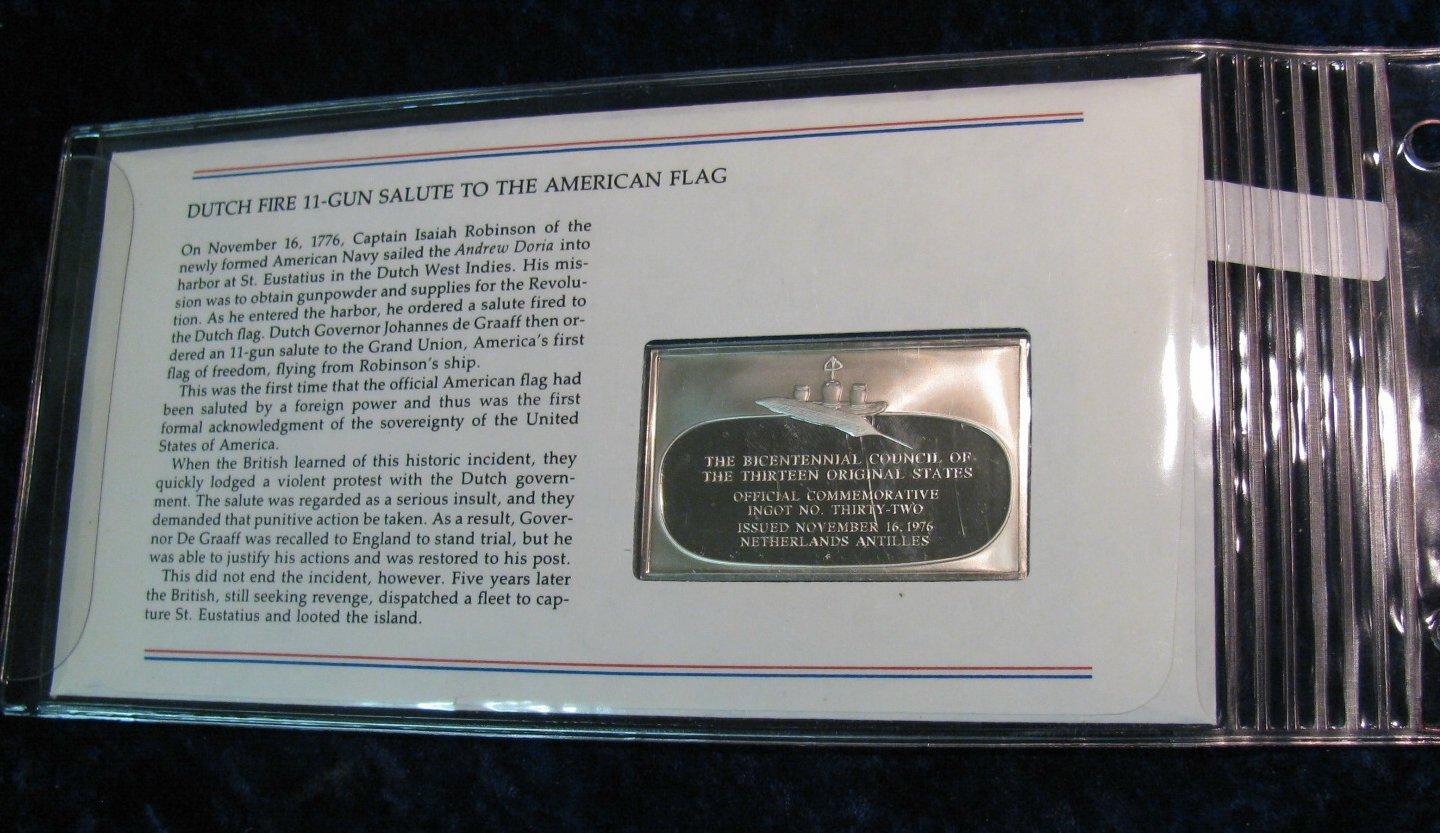 DUTCH FIRE 11-GUN SALUTE TO THE AMERICAN FLAG
On November 16, 1776, Captain Isaiah Robinson of the
newly formed American Navy sailed the Andrew Doria into
harbor at St. Eustatius in the Dutch West Indies. His mis-
sion was to obtain gunpowder and supplies for the Revolu-
tion. As he entered the harbor, he ordered a salute fired to
the Dutch flag. Dutch Governor Johannes de Graaff then or-
dered an 11-gun salute to the Grand Union, America's first
flag of freedom, flying from Robinson's ship.
This was the first time that the official American flag had
been saluted by a foreign power and thus was the first
formal acknowledgment of the sovereignty of the United
States of America.
When the British learned of this historic incident, they
quickly lodged a violent protest with the Dutch govern-
ment. The salute was regarded as a serious insult, and they
demanded that punitive action be taken. As a result, Gover-
nor De Graaff was recalled to England to stand trial, but he
was able to justify his actions and was restored to his post.
This did not end the incident, however. Five years later
the British, still seeking revenge, dispatched a fleet to cap-
ture St. Eustatius and looted the island.
THE BICENTENNIAL COUNCIL OF
THE THIRTEEN ORIGINAL STATES
OFFICIAL COMMEMORATIVE
INGOT NO. THIRTY-TWO
ISSUED NOVEMBER 16, 1976
NETHERLANDS ANTILLES